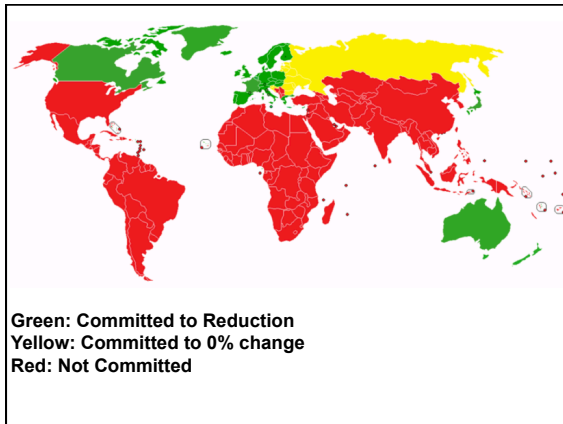 Green: Committed to Reduction
Yellow: Committed to 0% change
Red: Not Committed